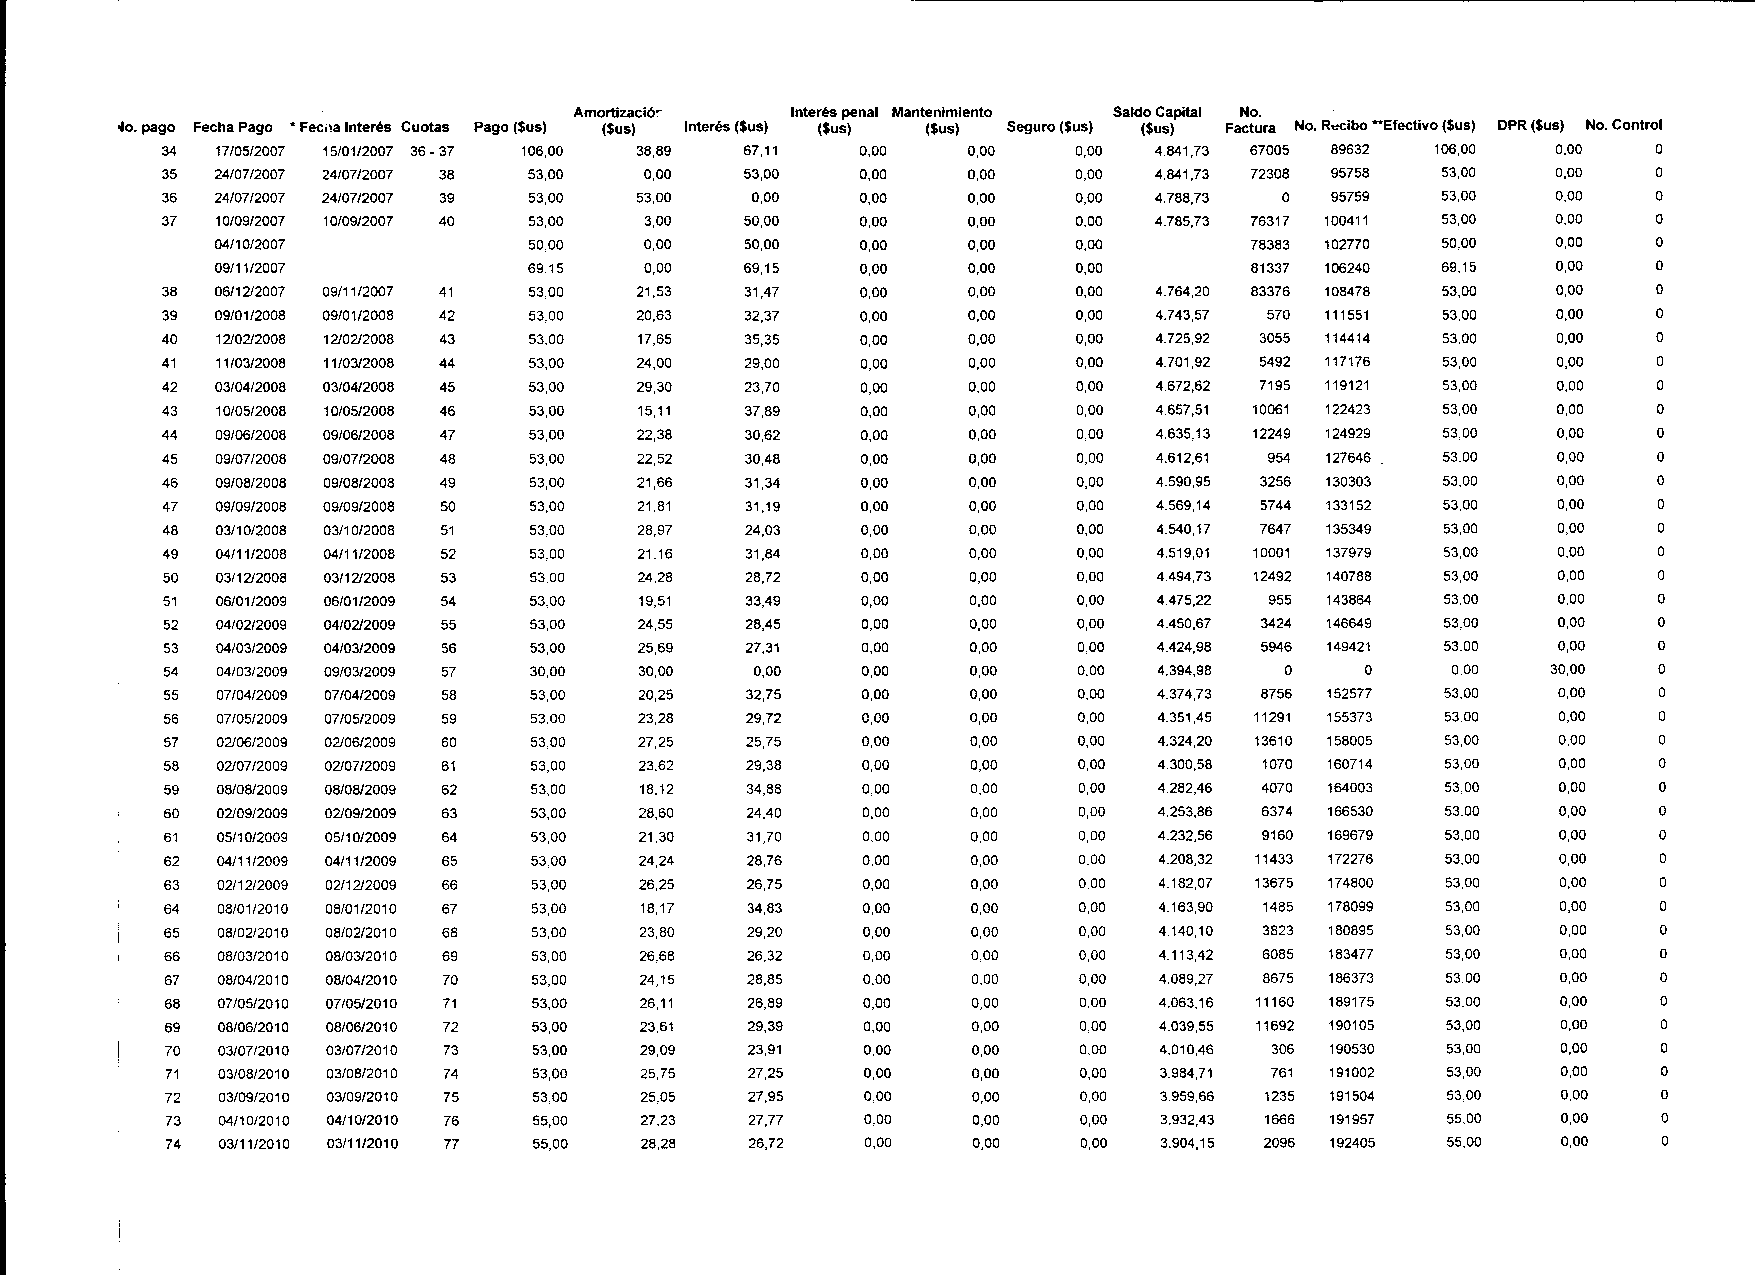 Amortización Interés penal Mantenimiento Saldo Capital No.
No. pago Fecha Pago * Fecha Interés Cuotas Pago ($us) ($us) Interés ($us) ($us) ($us) Seguro ($us) ($us) Factura No. Recibo **Efectivo ($us) DPR ($us) No. Control
34 17/05/2007 15/01/2007 36 - 37 106,00 38,89 67,11 0,00 0,00 0,00 4.841,73 67005 89632 106,00 0,00 0
35 24/07/2007 24/07/2007 38 53,00 0,00 53,00 0,00 0,00 0,00 4.841,73 72308 95758 53,00 0,00 0
36 24/07/2007 24/07/2007 39 53,00 53,00 0,00 0,00 0,00 0,00 4.788,73 0 95759 53,00 0,00 0
37 10/09/2007 10/09/2007 40 53,00 3,00 50,00 0,00 0,00 0,00 4.785,73 76317 100411 53,00 0,00 0
04/10/2007 50,00 0,00 50,00 0,00 0,00 0,00 78383 102770 50,00 0,00 0
09/11/2007 69,15 0,00 69,15 0,00 0,00 0,00 81337 106240 69,15 0,00 0
38 06/12/2007 09/11/2007 41 53,00 21,53 31,47 0,00 0,00 0,00 4.764,20 83376 108478 53,00 0,00 0
39 09/01/2008 09/01/2008 42 53,00 20,63 32,37 0,00 0,00 0,00 4.743,57 570 111551 53,00 0,00 0
40 12/02/2008 12/02/2008 43 53,00 17,65 35,35 0,00 0,00 0,00 4.725,92 3055 114414 53,00 0,00 0
41 11/03/2008 11/03/2008 44 53,00 24,00 29,00 0,00 0,00 0,00 4.701,92 5492 117176 53,00 0,00 0
42 03/04/2008 03/04/2008 45 53,00 29,30 23,70 0,00 0,00 0,00 4.672,62 7195 119121 53,00 0,00 0
43 10/05/2008 10/05/2008 46 53,00 15,11 37,89 0,00 0,00 0,00 4.657,51 10061 122423 53,00 0,00 0
44 09/06/2008 09/06/2008 47 53,00 22,38 30,62 0,00 0,00 0,00 4.635,13 12249 124929 53,00 0,00 0
45 09/07/2008 09/07/2008 48 53,00 22,52 30,48 0,00 0,00 0,00 4.612,61 954 127646 53,00 0,00 0
46 09/08/2008 09/08/2008 49 53,00 21,66 31,34 0,00 0,00 0,00 4.590,95 3256 130303 53,00 0,00 0
47 09/09/2008 09/09/2008 50 53,00 21,81 31,19 0,00 0,00 0,00 4.569,14 5744 133152 53,00 0,00 0
48 03/10/2008 03/10/2008 51 53,00 28,97 24,03 0,00 0,00 0,00 4.540,17 7647 135349 53,00 0,00 0
49 04/11/2008 04/11/2008 52 53,00 21,16 31,84 0,00 0,00 0,00 4.519,01 10001 137979 53,00 0,00 0
50 03/12/2008 03/12/2008 53 53,00 24,28 28,72 0,00 0,00 0,00 4.494,73 12492 140788 53,00 0,00 0
51 06/01/2009 06/01/2009 54 53,00 19,51 33,49 0,00 0,00 0,00 4.475,22 955 143864 53,00 0,00 0
52 04/02/2009 04/02/2009 55 53,00 24,55 28,45 0,00 0,00 0,00 4.450,67 3424 146649 53,00 0,00 0
53 04/03/2009 04/03/2009 56 53,00 25,69 27,31 0,00 0,00 0,00 4.424,98 5946 149421 53,00 0,00 0
54 04/03/2009 09/03/2009 57 30,00 30,00 0,00 0,00 0,00 0,00 4.394,98 0 0 0,00 30,00 0
55 07/04/2009 07/04/2009 58 53,00 20,25 32,75 0,00 0,00 0,00 4.374,73 8756 152577 53,00 0,00 0
56 07/05/2009 07/05/2009 59 53,00 23,28 29,72 0,00 0,00 0,00 4.351,45 11291 155373 53,00 0,00 0
57 02/06/2009 02/06/2009 60 53,00 27,25 25,75 0,00 0,00 0,00 4.324,20 13610 158005 53,00 0,00 0
58 02/07/2009 02/07/2009 61 53,00 23,62 29,38 0,00 0,00 0,00 4.300,58 1070 160714 53,00 0,00 0
59 08/08/2009 08/08/2009 62 53,00 18,12 34,88 0,00 0,00 0,00 4.282,46 4070 164003 53,00 0,00 0
60 02/09/2009 02/09/2009 63 53,00 28,60 24,40 0,00 0,00 0,00 4.253,86 6374 166530 53,00 0,00 0
61 05/10/2009 05/10/2009 64 53,00 21,30 31,70 0,00 0,00 0,00 4.232,56 9160 169679 53,00 0,00 0
62 04/11/2009 04/11/2009 65 53,00 24,24 28,76 0,00 0,00 0,00 4.208,32 11433 172276 53,00 0,00 0
63 02/12/2009 02/12/2009 66 53,00 26,25 26,75 0,00 0,00 0,00 4.182,07 13675 174800 53,00 0,00 0
64 08/01/2010 08/01/2010 67 53,00 18,17 34,83 0,00 0,00 0,00 4.163,90 1485 178099 53,00 0,00 0
65 08/02/2010 08/02/2010 68 53,00 23,80 29,20 0,00 0,00 0,00 4.140,10 3823 180895 53,00 0,00 0
66 08/03/2010 08/03/2010 69 53,00 26,68 26,32 0,00 0,00 0,00 4.113,42 6085 183477 53,00 0,00 0
67 08/04/2010 08/04/2010 70 53,00 24,15 28,85 0,00 0,00 0,00 4.089,27 8675 186373 53,00 0,00 0
68 07/05/2010 07/05/2010 71 53,00 26,11 26,89 0,00 0,00 0,00 4.063,16 11160 189175 53,00 0,00 0
69 08/06/2010 08/06/2010 72 53,00 23,61 29,39 0,00 0,00 0,00 4.039,55 11692 190105 53,00 0,00 0
70 03/07/2010 03/07/2010 73 53,00 29,09 23,91 0,00 0,00 0,00 4.010,46 306 190530 53,00 0,00 0
71 03/08/2010 03/08/2010 74 53,00 25,75 27,25 0,00 0,00 0,00 3.984,71 761 191002 53,00 0,00 0
72 03/09/2010 03/09/2010 75 53,00 25,05 27,95 0,00 0,00 0,00 3.959,66 1235 191504 53,00 0,00 0
73 04/10/2010 04/10/2010 76 55,00 27,23 27,77 0,00 0,00 0,00 3.932,43 1666 191957 55,00 0,00 0
74 03/11/2010 03/11/2010 77 55,00 28,28 26,72 0,00 0,00 0,00 3.904,15 2096 192405 55,00 0,00 0